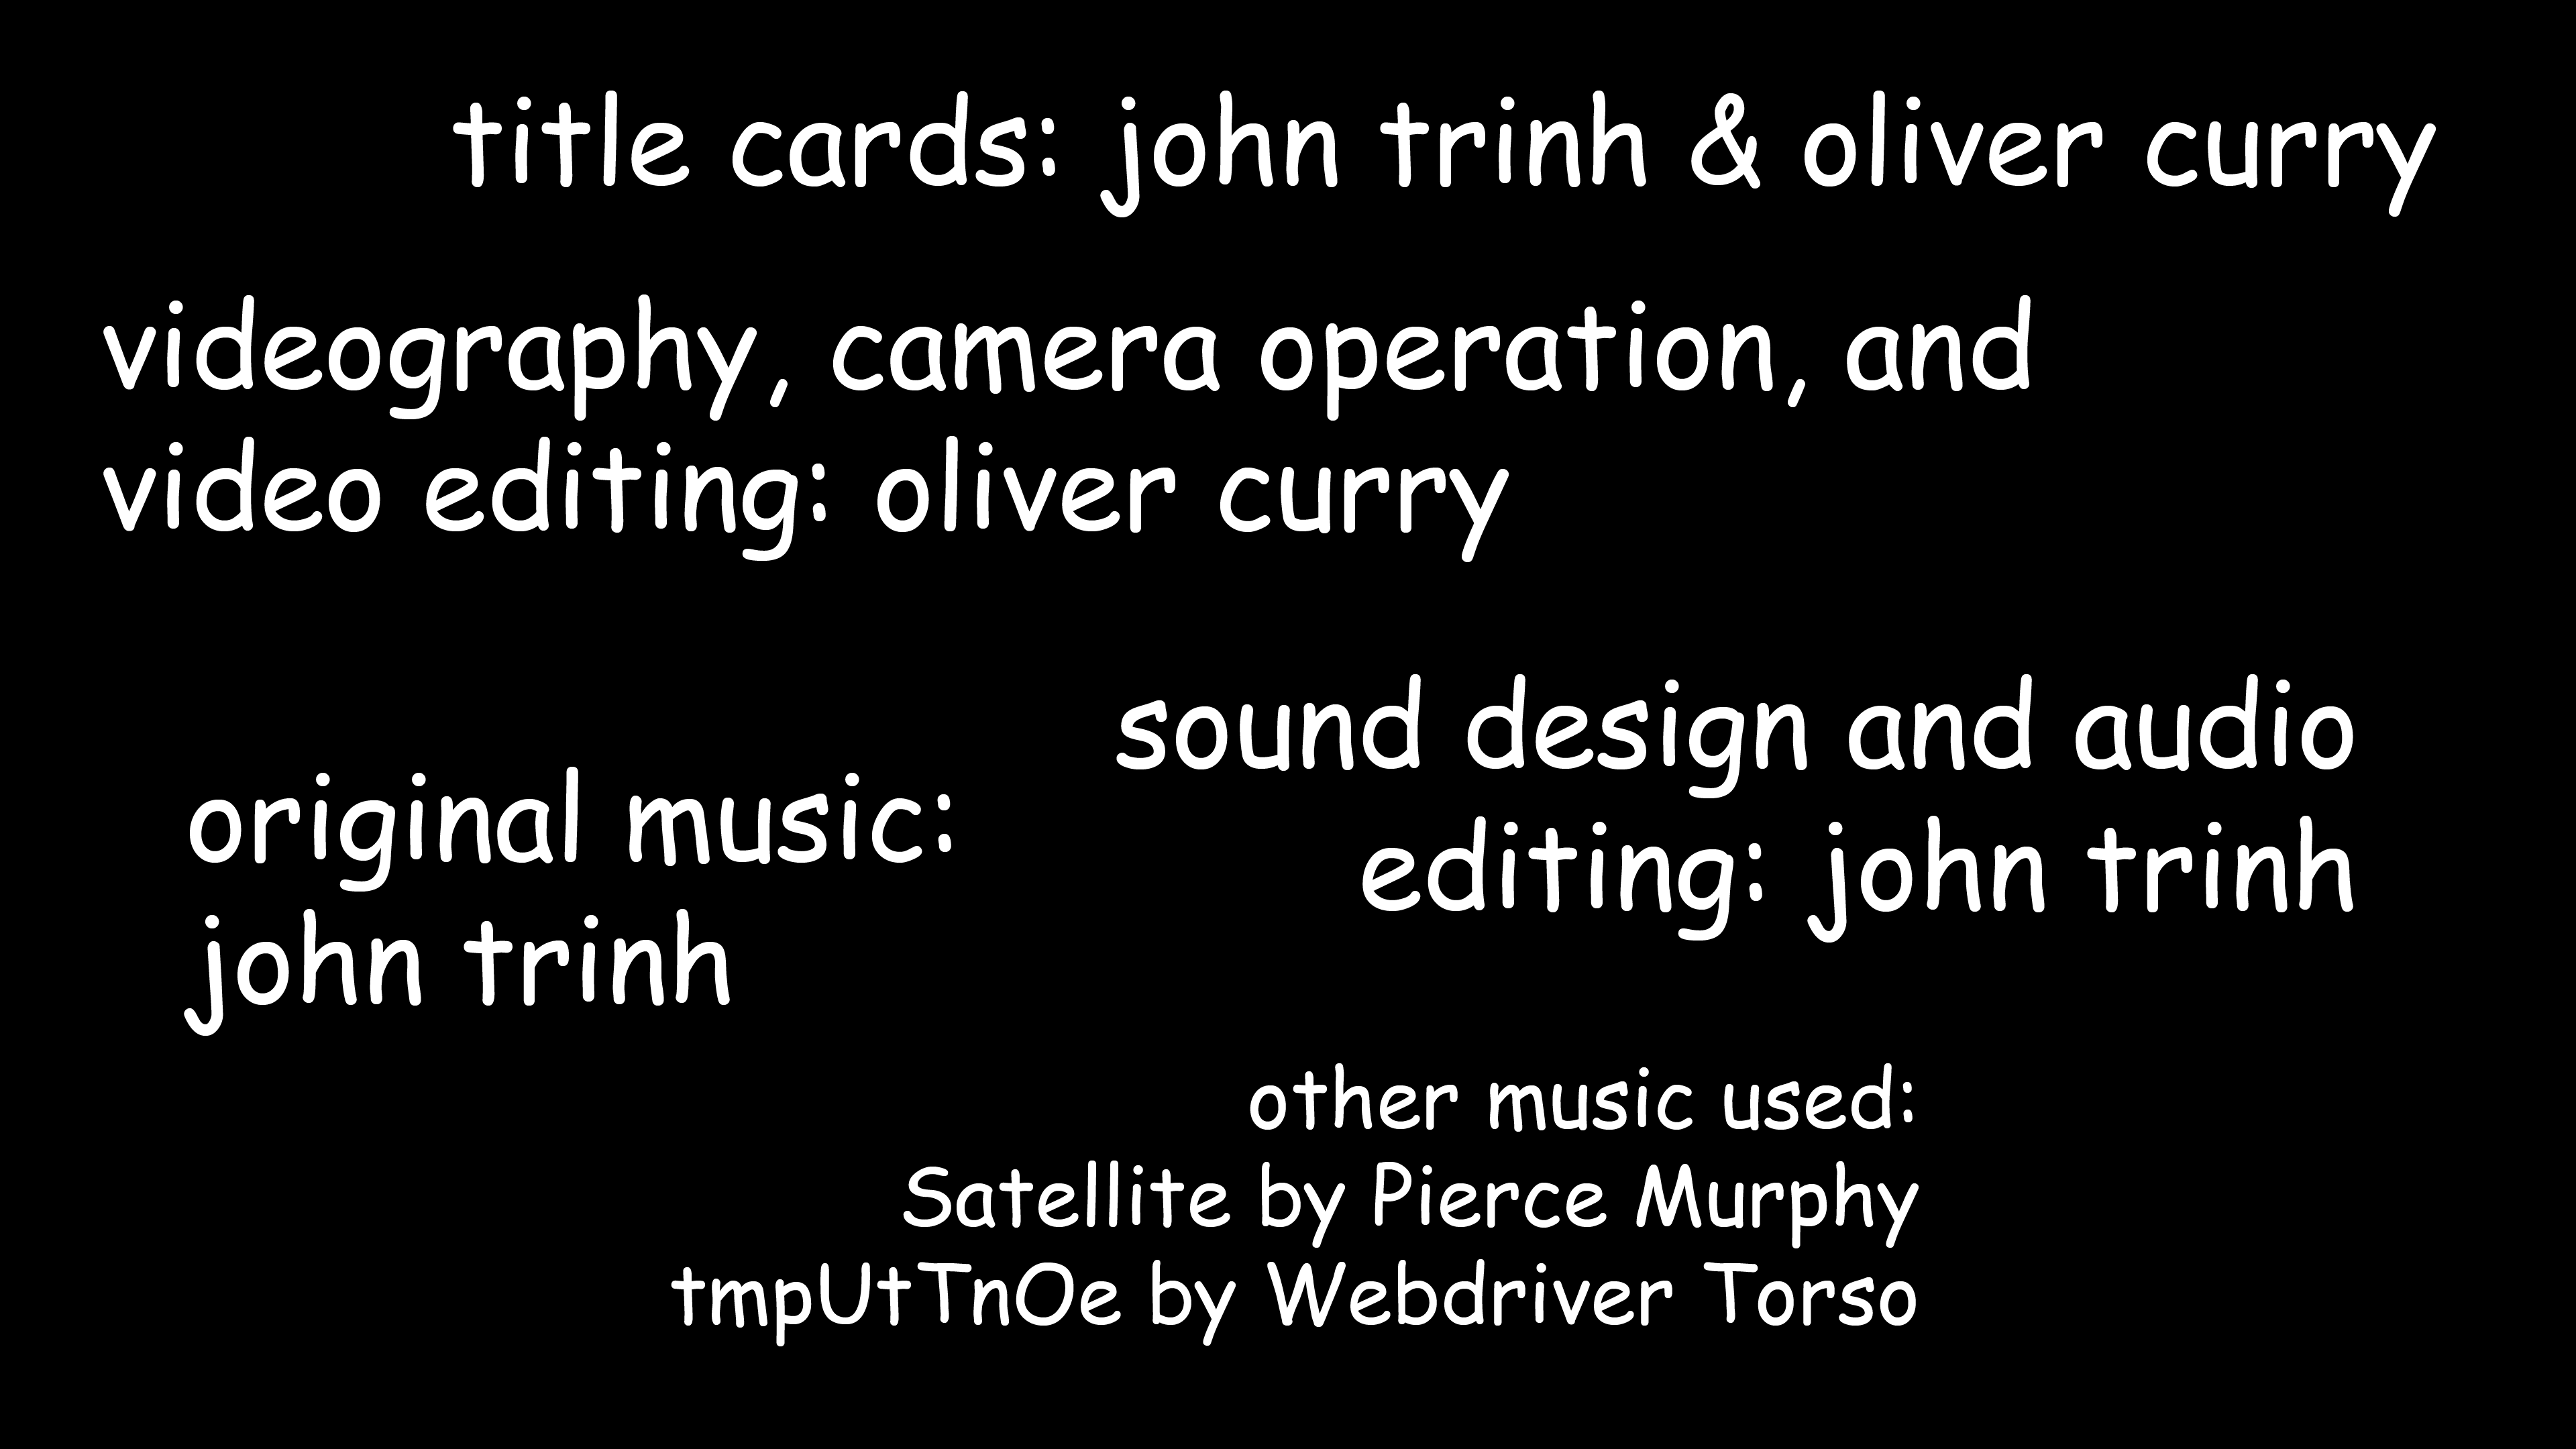 title cards: john trinh & oliver curry
videography, camera operation, and
video editing: oliver curry
sound design and audio
editing: john trinh
original music:
john trinh
other music used:
Satellite by Pierce Murphy
tmpUtTnOe by Webdriver Torso